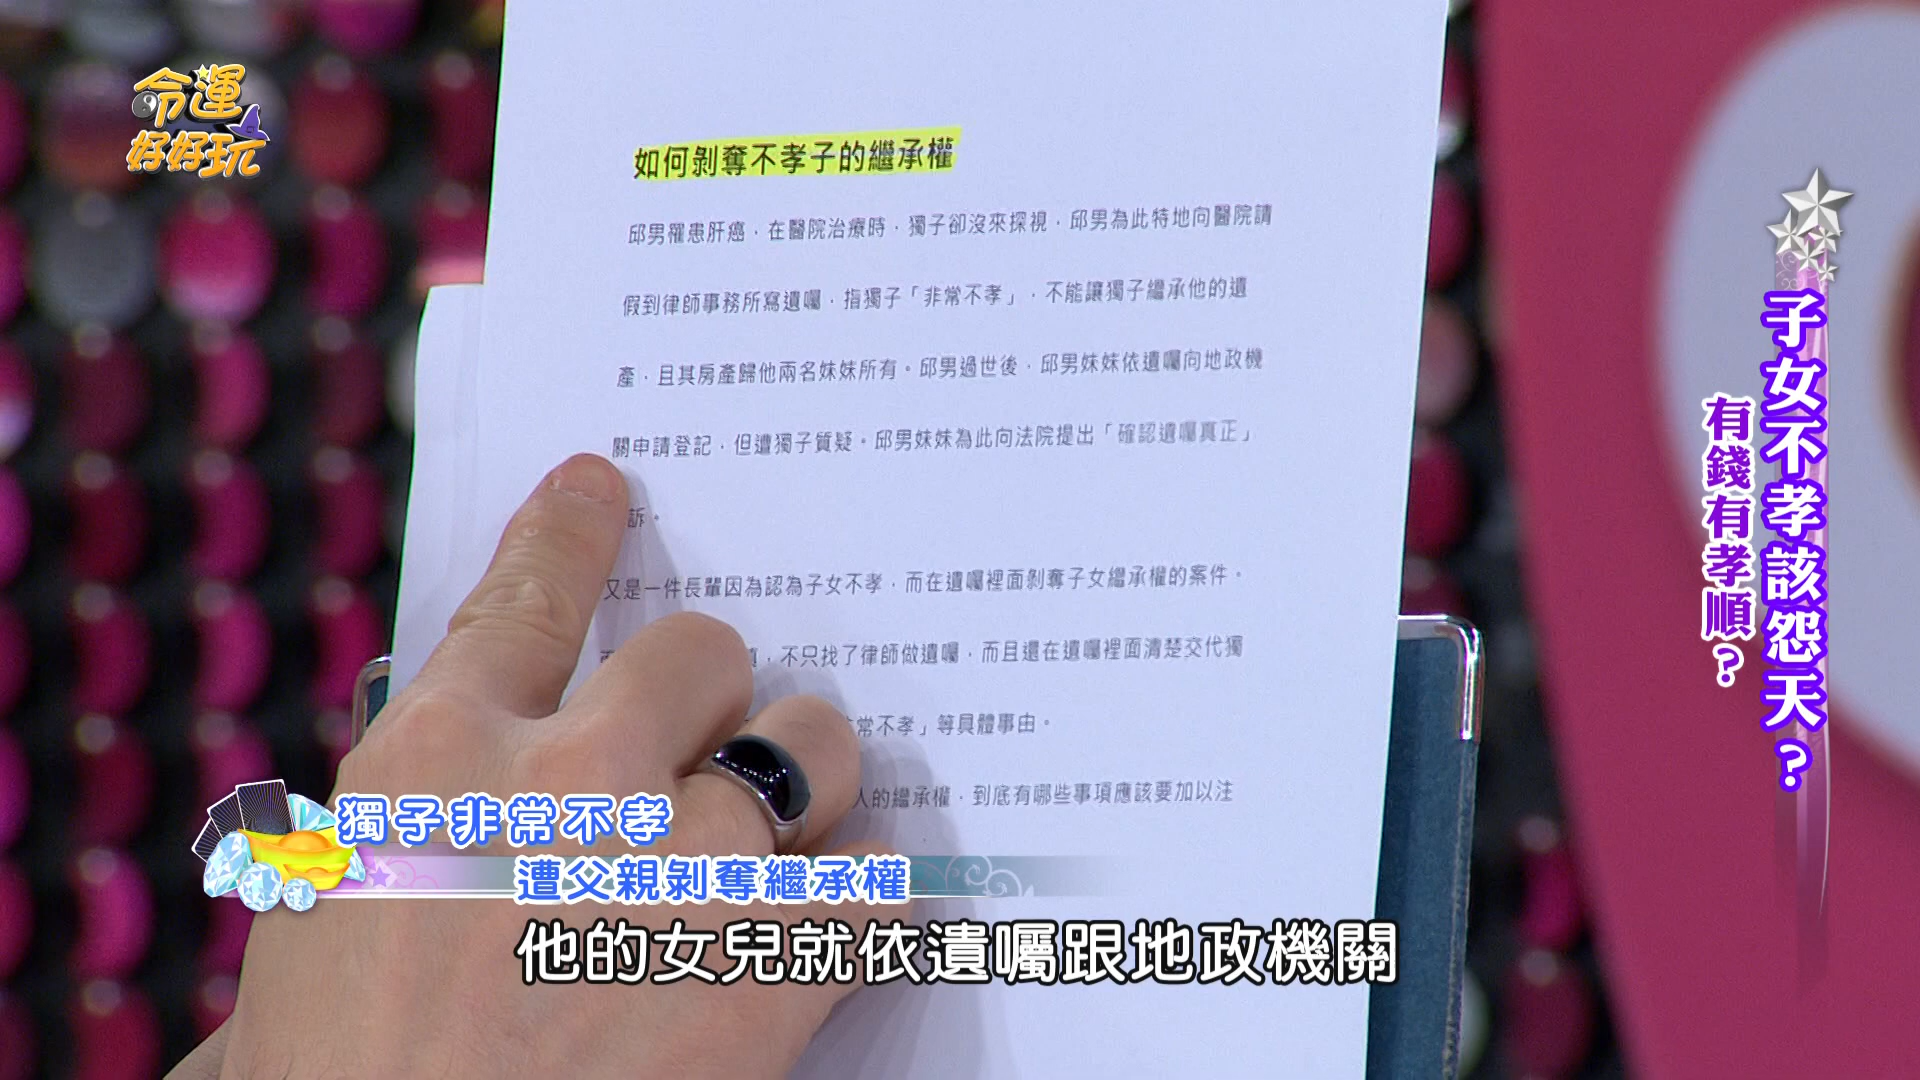 命運
好好玩
如何剝奪不孝子的繼承權
邱男罹患肝癌，在醫院治療時，獨子卻沒來探視，邱男為此特地向醫院請
假到律師事務所寫遺囑，指獨子「非常不孝」，不能讓獨子繼承他的遺
產，且其房產歸他兩名妹妹所有。邱男過世後，邱男妹妹依遺囑向地政機
關申請登記，但遭獨子質疑。邱男妹妹為此向法院提出「確認遺囑真正」
訴。
又是一件長輩因為認為子女不孝，而在遺囑裡面剝奪子女繼承權的案件。
，不只找了律師做遺囑，而且還在遺囑裡面清楚交代獨
常不孝」等具體事由。
人的繼承權，到底有哪些事項應該要加以注
子女不孝該怨天？
有錢有孝順？
獨子非常不孝
遭父親剝奪繼承權
他的女兒就依遺囑跟地政機關